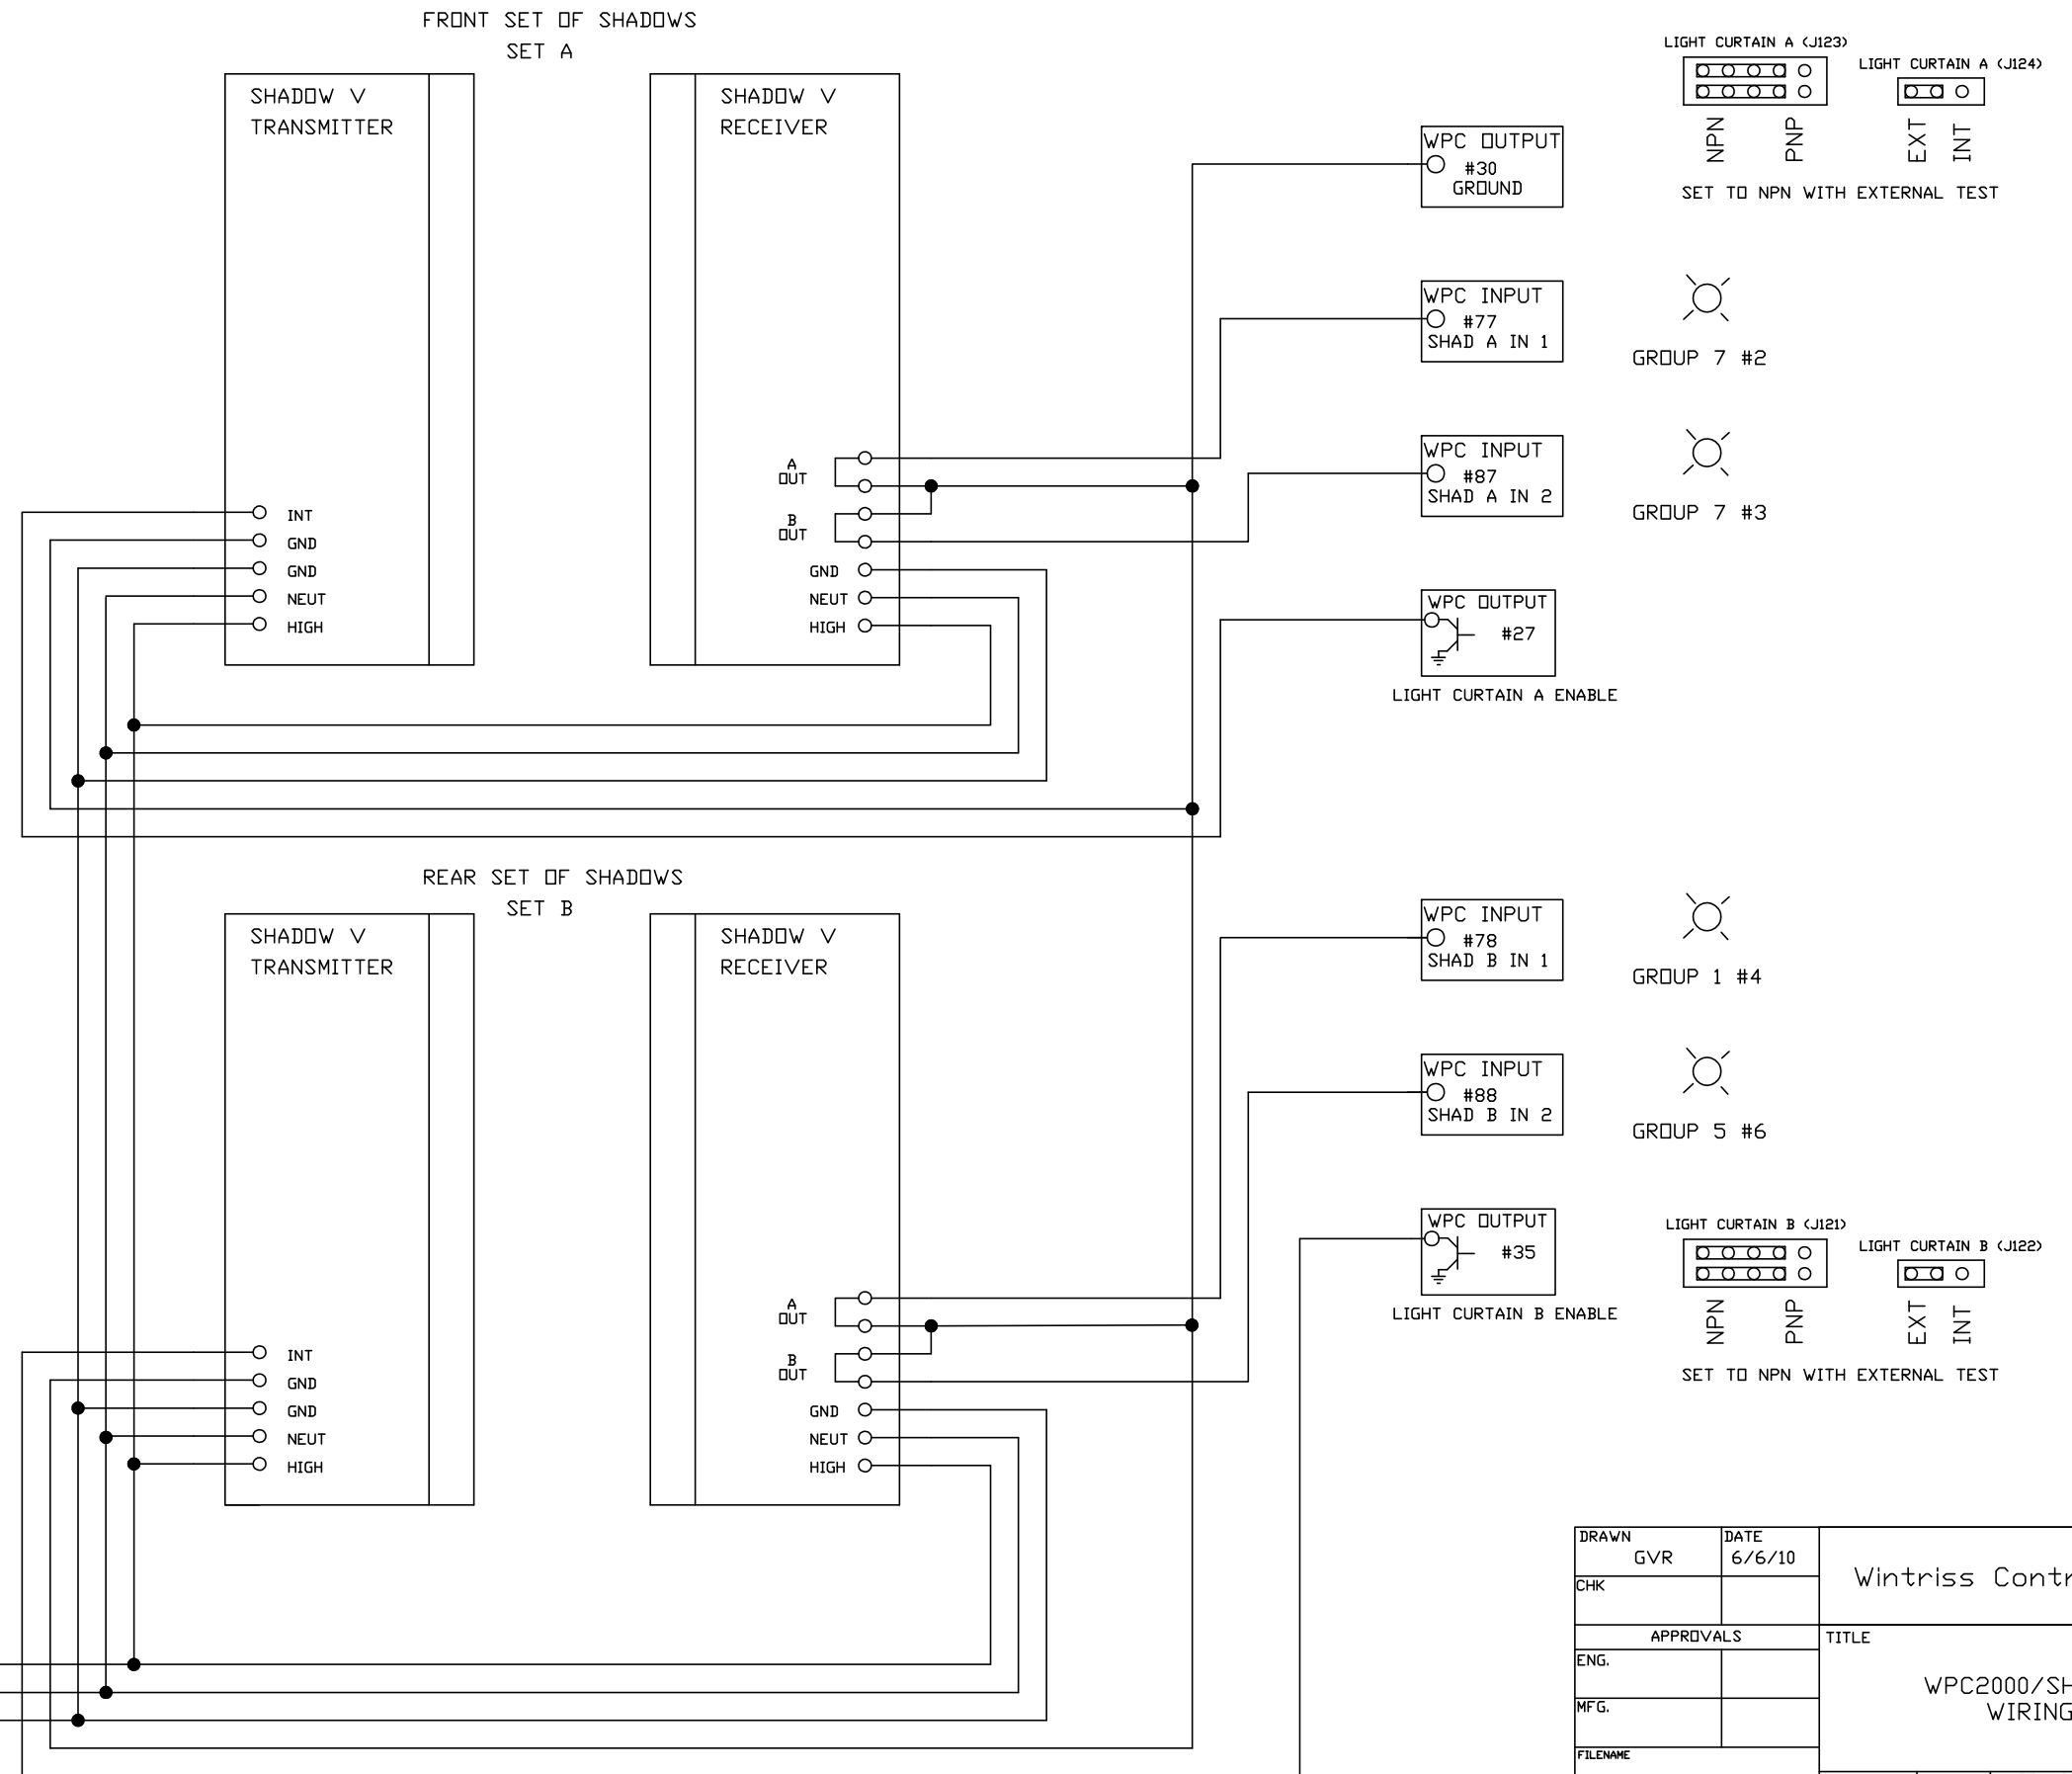 FRONT SET OF SHADOWS
SET A
SHADOW V
TRANSMITTER
INT
GND
GND
NEUT
HIGH
SHADOW V
RECEIVER
A
OUT
B
OUT
GND
NEUT
HIGH
WPC OUTPUT
#30
GROUND
WPC INPUT
#77
SHAD A IN 1
GROUP 7 #2
WPC INPUT
#87
SHAD A IN 2
GROUP 7 #3
WPC OUTPUT
#27
LIGHT CURTAIN A ENABLE
LIGHT CURTAIN A (J123)
NPN
PNP
LIGHT CURTAIN A (J124)
EXT
INT
SET TO NPN WITH EXTERNAL TEST
REAR SET OF SHADOWS
SET B
SHADOW V
TRANSMITTER
INT
GND
GND
NEUT
HIGH
SHADOW V
RECEIVER
A
OUT
B
OUT
GND
NEUT
HIGH
WPC INPUT
#78
SHAD B IN 1
GROUP 1 #4
WPC INPUT
#88
SHAD B IN 2
GROUP 5 #6
WPC OUTPUT
#35
LIGHT CURTAIN B ENABLE
LIGHT CURTAIN B (J121)
NPN
PNP
LIGHT CURTAIN B (J122)
EXT
INT
SET TO NPN WITH EXTERNAL TEST
DRAWN
GVR
DATE
6/6/10
CHK
APPROVALS
ENG.
MFG.
FILENAME
Wintriss Contr
TITLE
WPC2000/SH
WIRING